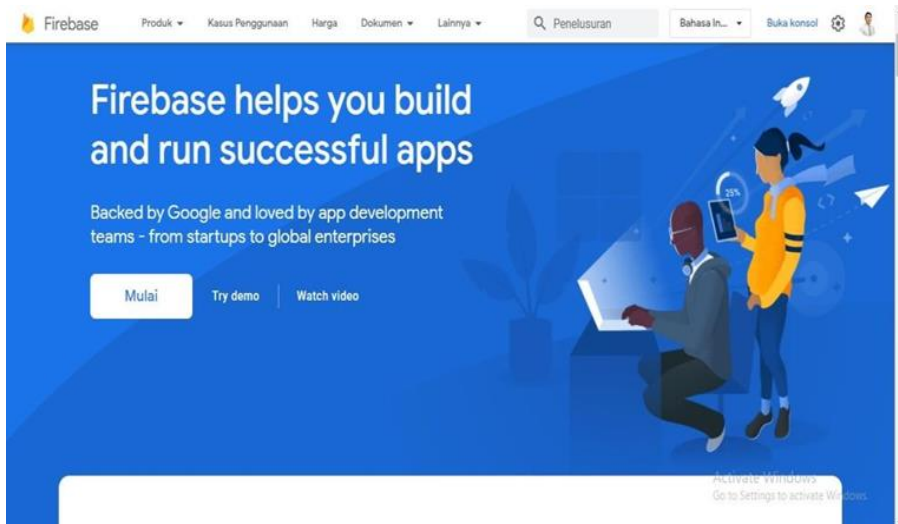 Firebase Produk Kasus Penggunaan Harga Dokumen Lainnya Penelusuran Bahasa In... Buka konsol
Firebase helps you build
and run successful apps
Backed by Google and loved by app development
teams - from startups to global enterprises
Mulai Try demo Watch video
25%
Activate Windows
Go to Settings to activate Windows.